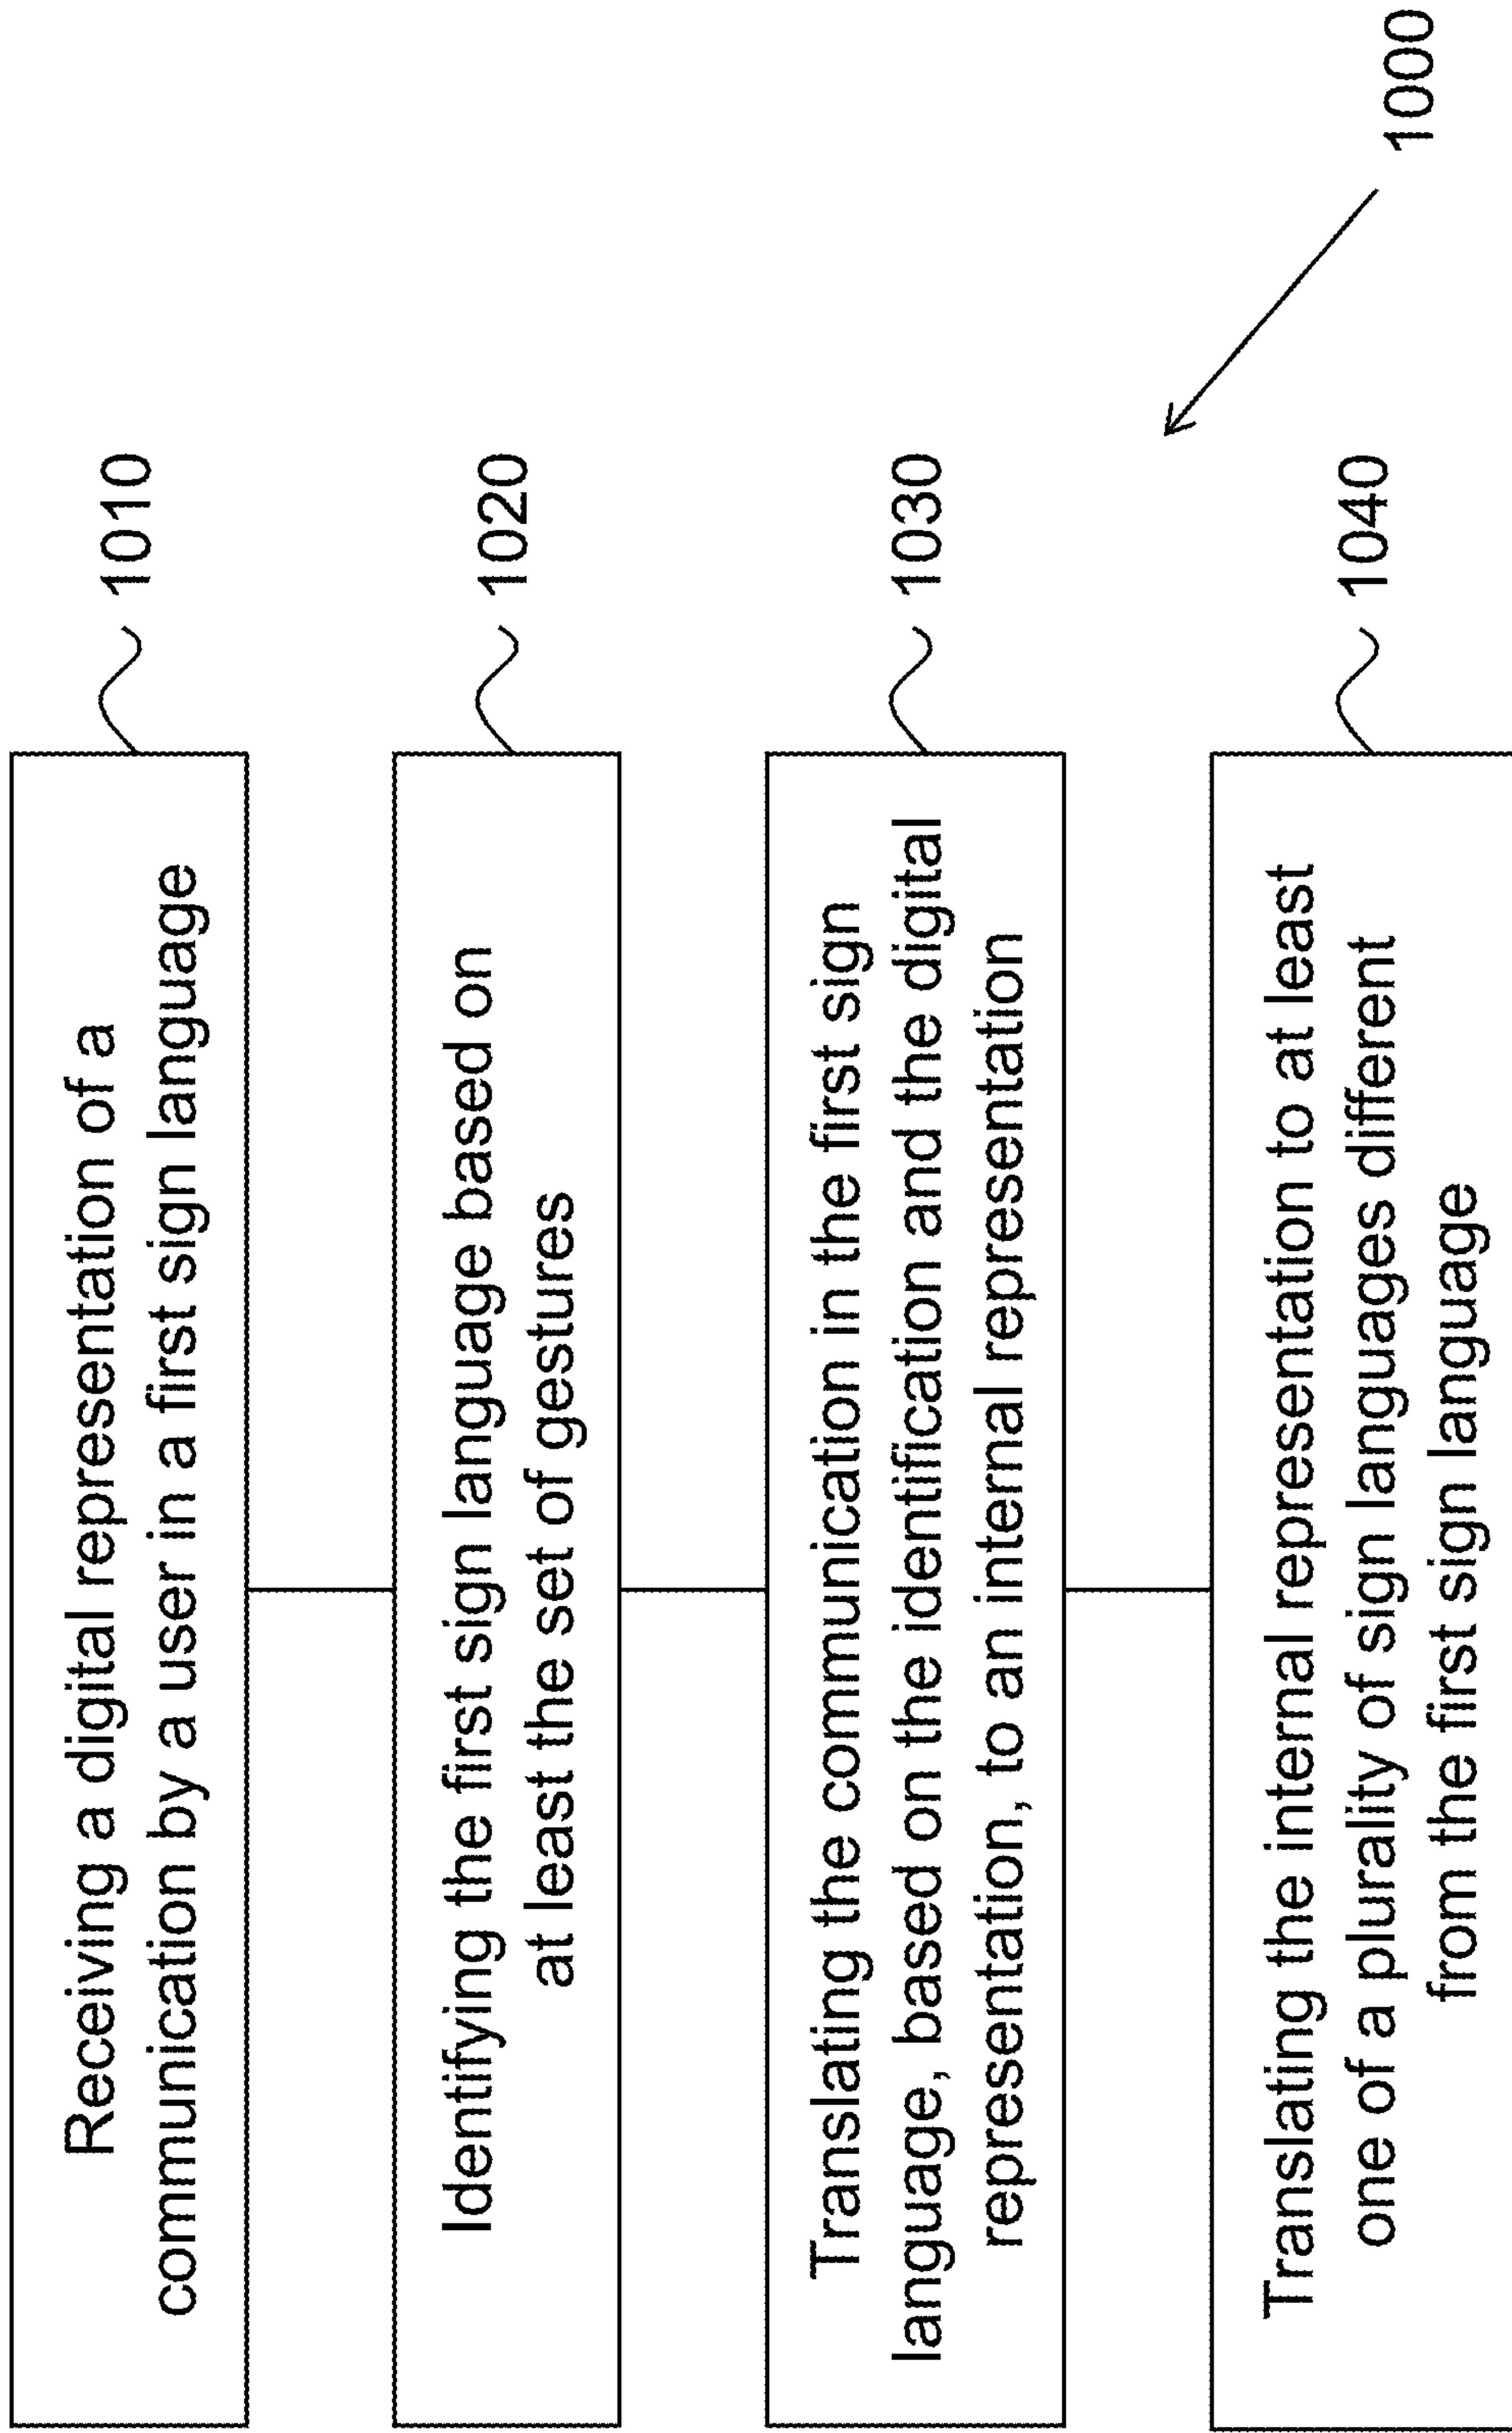 Receiving a digital representation of a
communication by a user in a first sign language
1010
Identifying the first sign language based on
at least the set of gestures
1020
Translating the communication in the first sign
language, based on the identification and the digital
representation, to an internal representation
1030
Translating the internal representation to at least
one of a plurality of sign languages different
from the first sign language
1040
1000